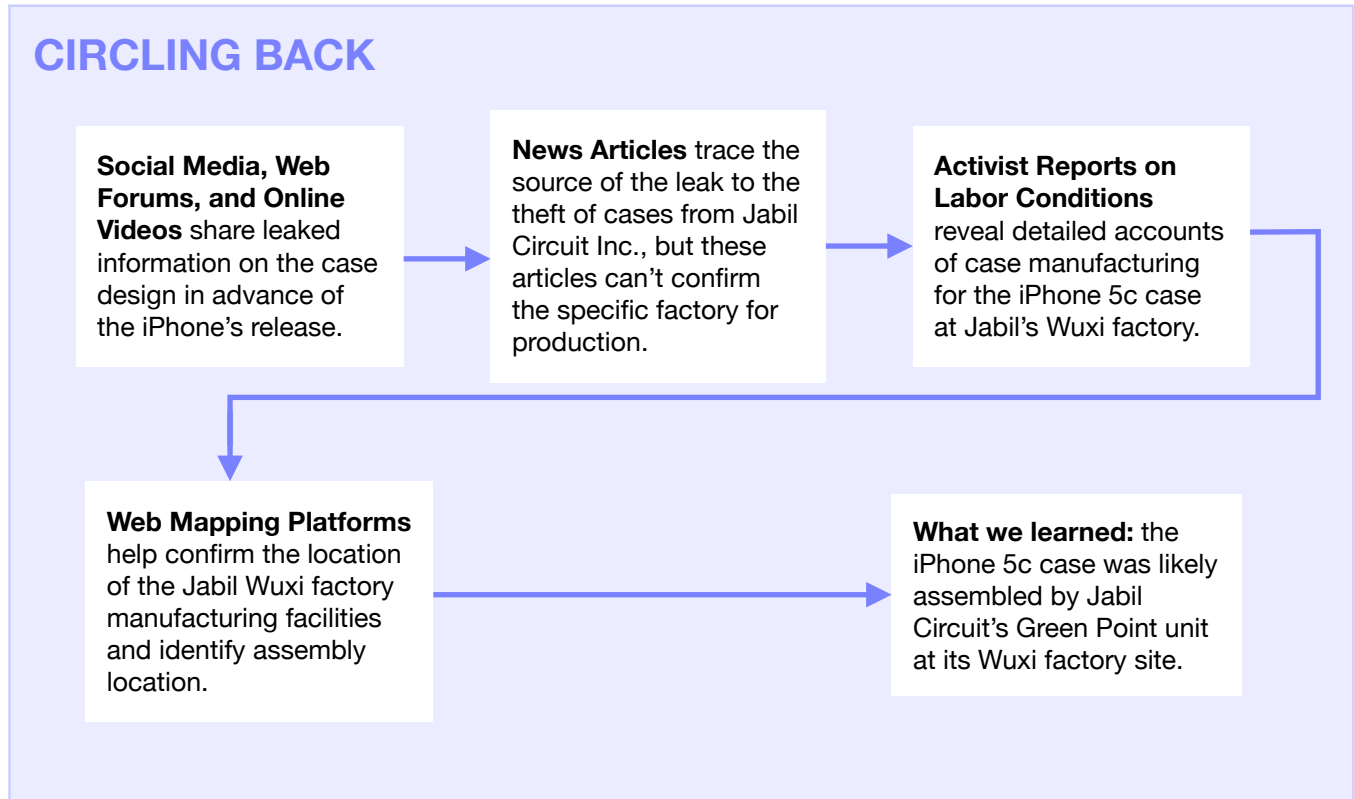 CIRCLING BACK
Social Media, Web
Forums, and Online
Videos share leaked
information on the case
design in advance of
the iPhone’s release.
News Articles trace the
source of the leak to the
theft of cases from Jabil
Circuit Inc., but these
articles can’t confirm
the specific factory for
production.
Activist Reports on
Labor Conditions
reveal detailed accounts
of case manufacturing
for the iPhone 5c case
at Jabil’s Wuxi factory.
Web Mapping Platforms
help confirm the location
of the Jabil Wuxi factory
manufacturing facilities
and identify assembly
location.
What we learned: the
iPhone 5c case was likely
assembled by Jabil
Circuit’s Green Point unit
at its Wuxi factory site.